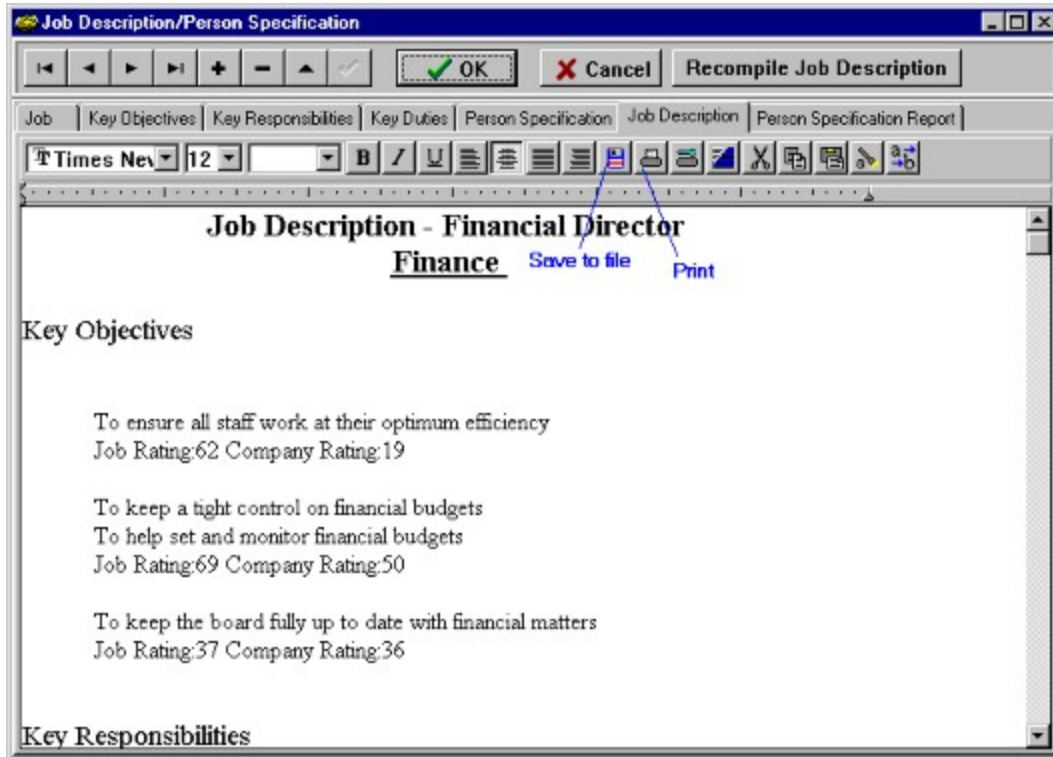 Job Description/Person Specification
OK Cancel Recompile Job Description
Job Key Objectives Key Responsibilities Key Duties Person Specification Job Description Person Specification Report
Times Nev 12 B I U
Job Description - Financial Director
Finance
Save to file
Print
Key Objectives
To ensure all staff work at their optimum efficiency
Job Rating:62 Company Rating:19
To keep a tight control on financial budgets
To help set and monitor financial budgets
Job Rating:69 Company Rating:50
To keep the board fully up to date with financial matters
Job Rating:37 Company Rating:36
Key Responsibilities